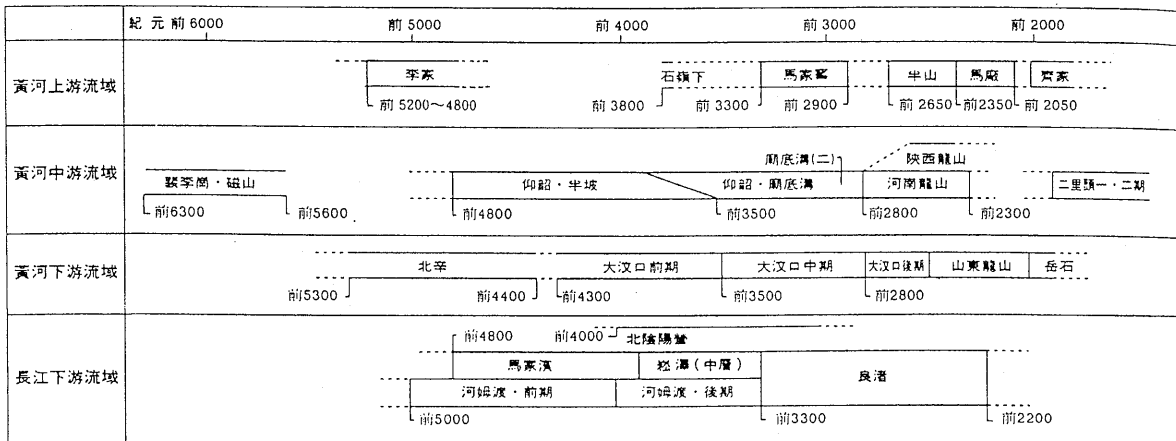 紀元前6000 前5000 前4000 前3000 前2000
黃河上游流域
李家 石嶺下 馬家窰 半山 馬廠 齊家
前5200～4800 前3800 前3300 前2900 前2650 前2350 前2050
黃河中游流域
廟底溝(二) 陝西龍山
裴李崗・磁山 仰韶・半坡 仰韶・廟底溝 河南龍山 二里頭一・二期
前6300 前5600 前4800 前3500 前2800 前2300
黃河下游流域
北辛 大汶口前期 大汶口中期 大汶口後期 山東龍山 岳石
前5300 前4400 前4300 前3500 前2800
長江下游流域
前4800 前4000 北陰陽營
馬家濱 崧澤(中層) 良渚
河姆渡・前期 河姆渡・後期
前5000 前3300 前2200